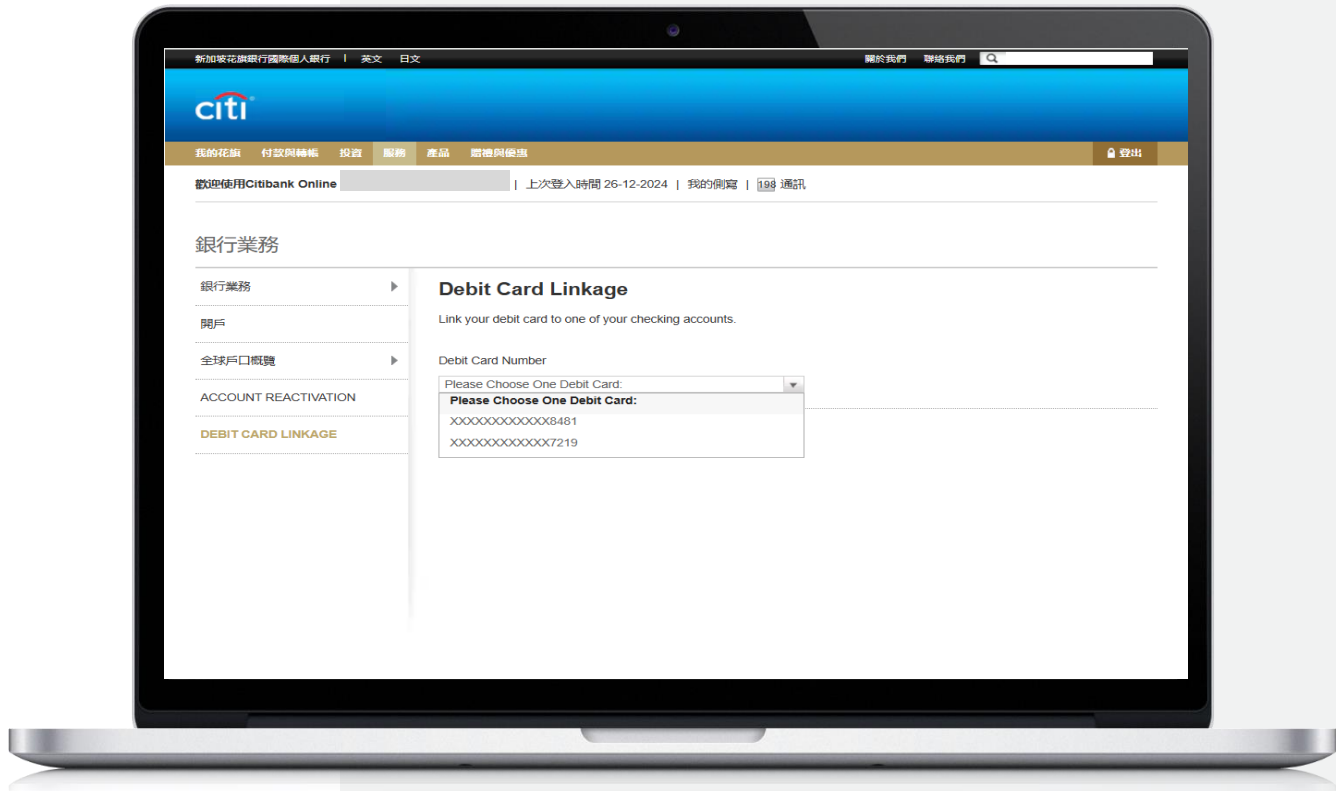 新加坡花旗銀行國際個人銀行 | 英文 日文 關於我們 聯絡我們
citi
我的花旗 付款與轉帳 投資 服務 產品 禮遇與優惠 登出
歡迎使用Citibank Online | 上次登入時間 26-12-2024 | 我的側寫 | 198 通訊
銀行業務
銀行業務
開戶
全球戶口概覽
ACCOUNT REACTIVATION
DEBIT CARD LINKAGE
Debit Card Linkage
Link your debit card to one of your checking accounts.
Debit Card Number
Please Choose One Debit Card:
Please Choose One Debit Card:
XXXXXXXXXXXX8481
XXXXXXXXXXXX7219